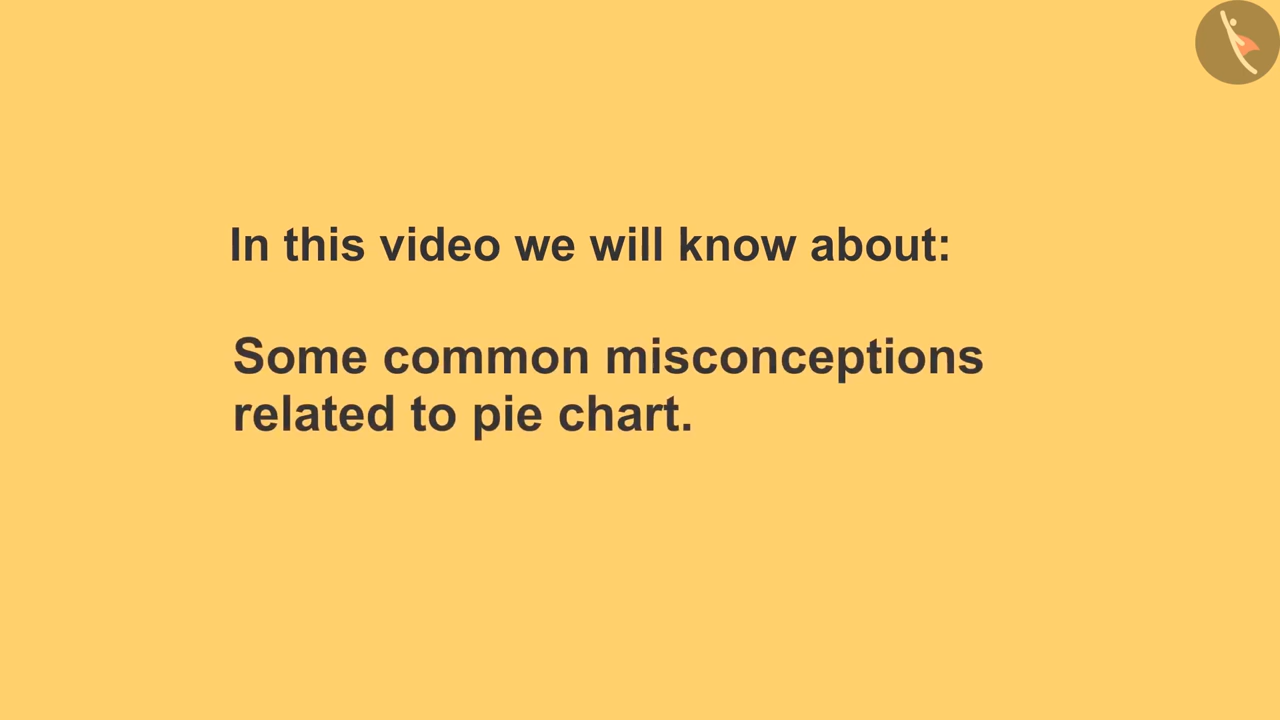 In this video we will know about:
Some common misconceptions
related to pie chart.